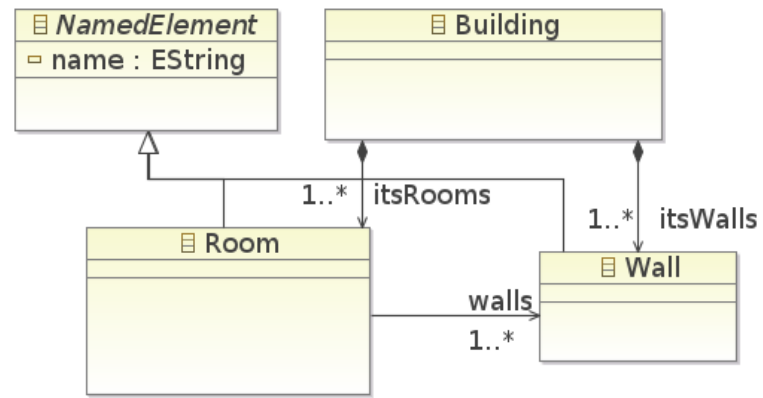 NamedElement
name : EString
Building
1..* itsRooms
1..* itsWalls
Room
Wall
walls
1..*